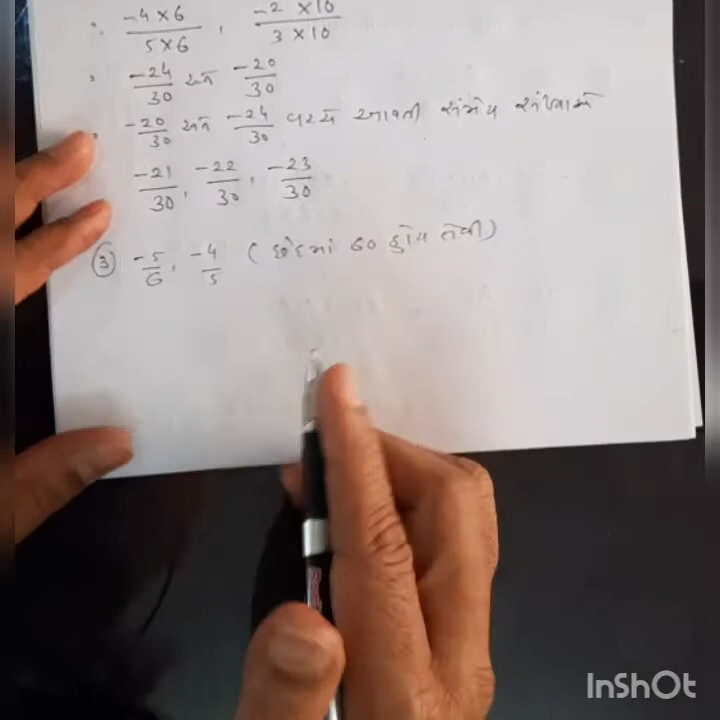 ∴ -4 × 6 / 5 × 6 , -2 × 10 / 3 × 10
, -24/30 અને -20/30
∴ -20/30 અને -24/30 વચ્ચે આવતી સંમેય સંખ્યાઓ
-21/30, -22/30, -23/30
③ -5/6, -4/5 (છેદમાં 60 હોય તેવી)
InShOt